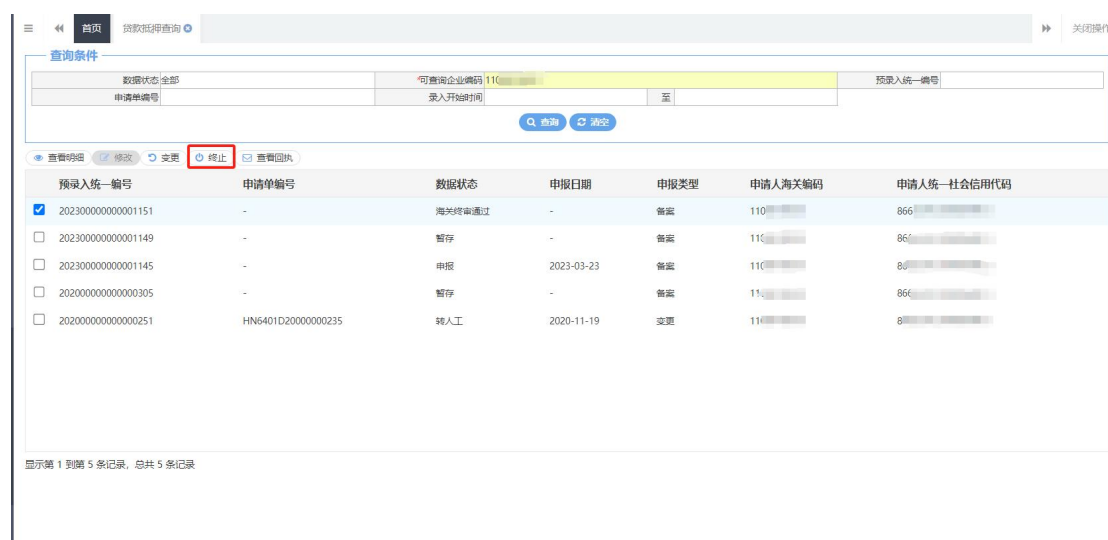 首页 贷款抵押查询 关闭操作
查询条件
数据状态 全部 *可查询企业编码 110 预录入统一编号
申请单编号 录入开始时间 至
查询 清空
查看明细 修改 变更 终止 查看回执
预录入统一编号 申请单编号 数据状态 申报日期 申报类型 申请人海关编码 申请人统一社会信用代码
202300000000001151 - 海关终审通过 - 备案 110 866
202300000000001149 - 暂存 - 备案 86
202300000000001145 - 申报 2023-03-23 备案 110
202000000000000305 - 暂存 - 备案 866
202000000000000251 HN6401D20000000235 转人工 2020-11-19 变更 8
显示第 1 到第 5 条记录，总共 5 条记录